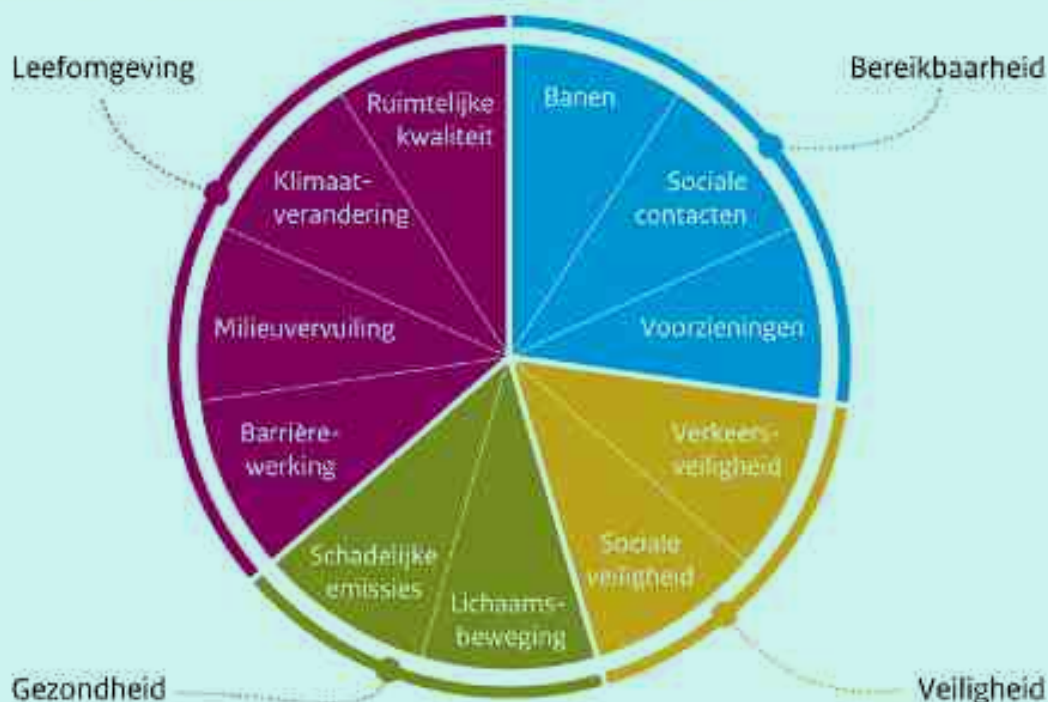 Leefomgeving
Bereikbaarheid
Ruimtelijke
kwaliteit
Banen
Klimaat-
verandering
Sociale
contacten
Milieuvervuiling
Voorzieningen
Barrière-
werking
Verkeers-
veiligheid
Schadelijke
emissies
Lichaams-
beweging
Sociale
veiligheid
Gezondheid
Veiligheid